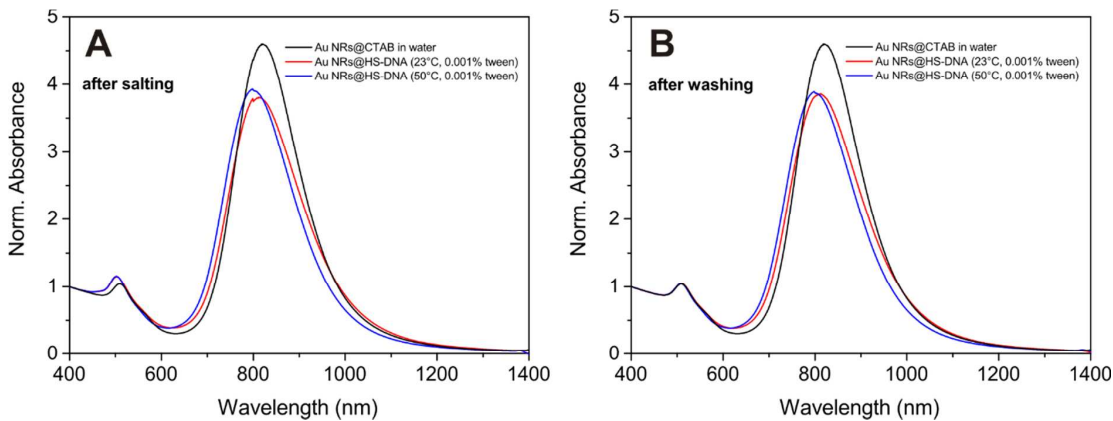 A
after salting
Au NRs@CTAB in water
Au NRs@HS-DNA (23°C, 0.001% tween)
Au NRs@HS-DNA (50°C, 0.001% tween)
Norm. Absorbance
5
4
3
2
1
0
400
600
800
1000
1200
1400
Wavelength (nm)
B
after washing
Au NRs@CTAB in water
Au NRs@HS-DNA (23°C, 0.001% tween)
Au NRs@HS-DNA (50°C, 0.001% tween)
Norm. Absorbance
5
4
3
2
1
0
400
600
800
1000
1200
1400
Wavelength (nm)